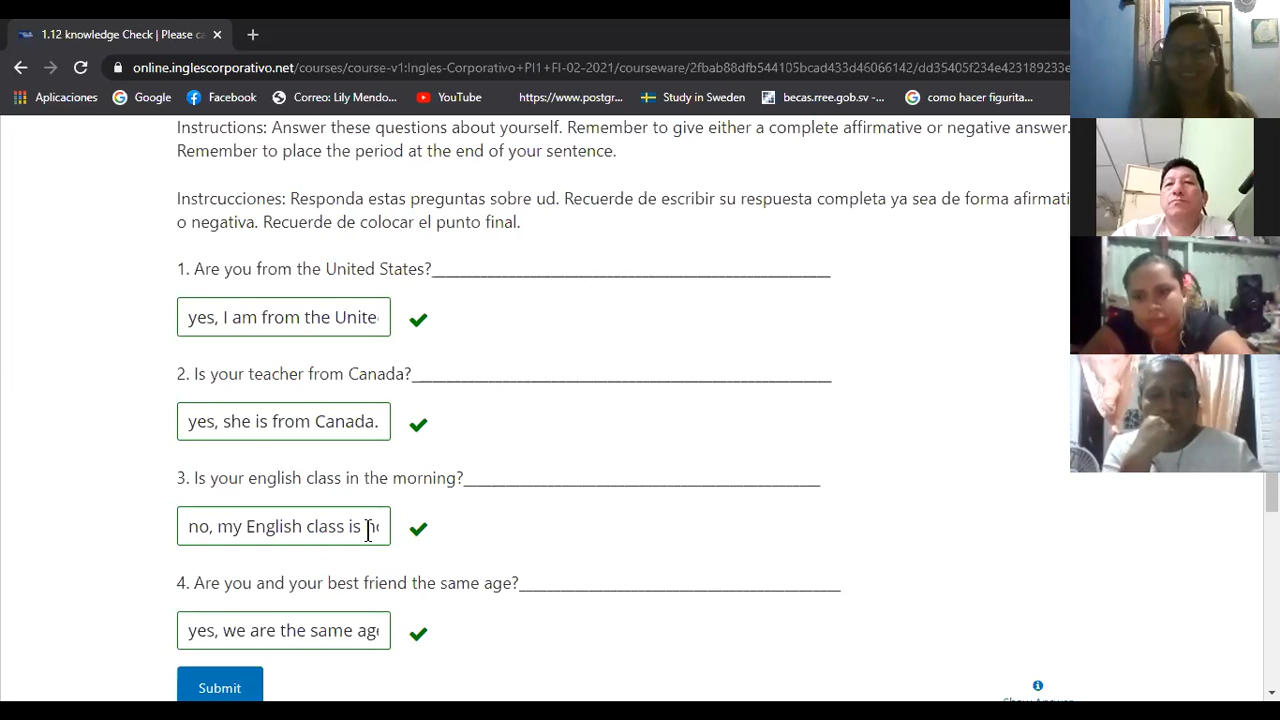 1.12 knowledge Check | Please ca
online.inglescorporativo.net/courses/course-v1:Ingles-Corporativo+PI1+FI-02-2021/courseware/2fbab88dfb544105bcad433d46066142/dd35405f234e423189233e
Aplicaciones Google Facebook Correo: Lily Mendo... YouTube https://www.postgr... Study in Sweden becas.rree.gob.sv -... como hacer figurita...
Instructions: Answer these questions about yourself. Remember to give either a complete affirmative or negative answer.
Remember to place the period at the end of your sentence.
Instrucciones: Responda estas preguntas sobre ud. Recuerde de escribir su respuesta completa ya sea de forma afirmati
o negativa. Recuerde de colocar el punto final.
1. Are you from the United States?
yes, I am from the Unite
2. Is your teacher from Canada?
yes, she is from Canada.
3. Is your english class in the morning?
no, my English class is
4. Are you and your best friend the same age?
yes, we are the same age
Submit